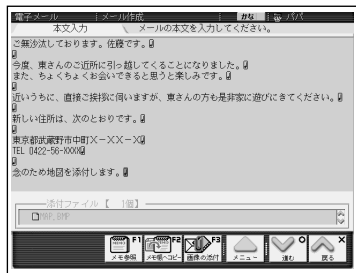 電子メール メール作成 かな パパ
本文入力 メールの本文を入力してください。
ご無沙汰しております。佐藤です。
今度、東さんのご近所に引っ越してくることになりました。
また、ちょくちょくお会いできると思うと楽しみです。
近いうちに、直接ご挨拶に伺いますが、東さんの方も是非家に遊びにきてください。
新しい住所は、次のとおりです。
東京都武蔵野市中町X－XX－X
TEL 0422-56-XXXX
念のため地図を添付します。
添付ファイル【 1個】
MAP.BMP
F1 F2 F3 ○ ×
メモ参照 メモ帳へコピー 画像の添付 メニュー 進む 戻る